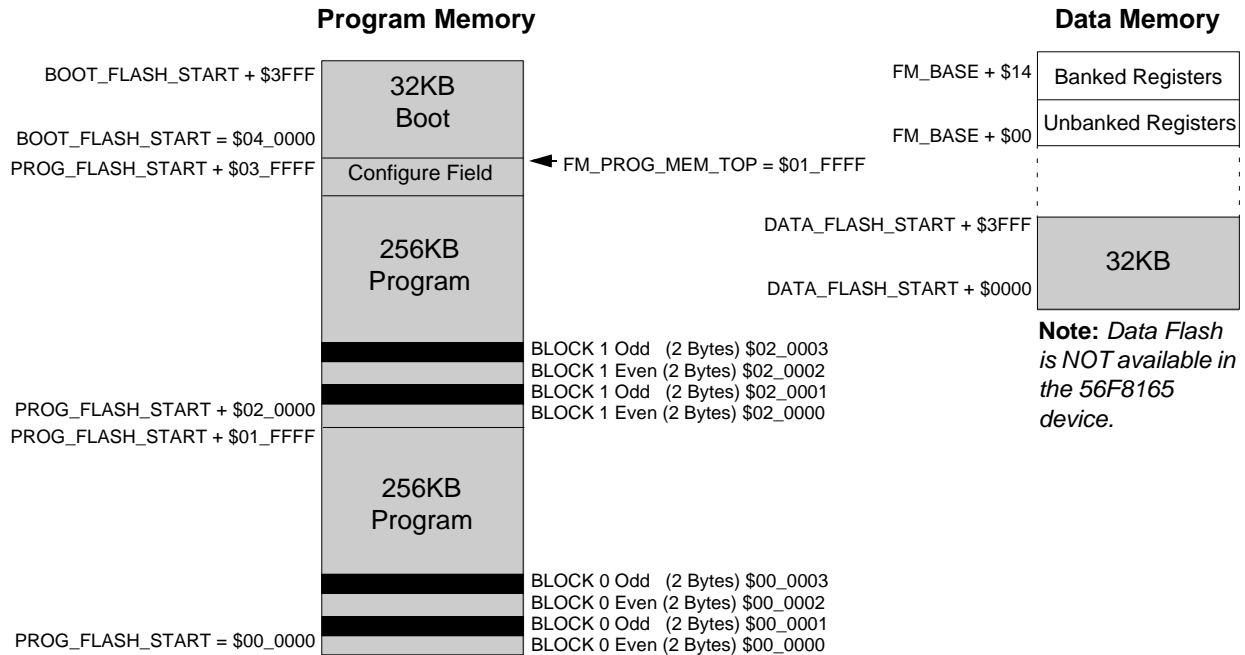 Program Memory
BOOT_FLASH_START + $3FFF
32KB
Boot
BOOT_FLASH_START = $04_0000
PROG_FLASH_START + $03_FFFF
Configure Field
FM_PROG_MEM_TOP = $01_FFFF
256KB
Program
BLOCK 1 Odd (2 Bytes) $02_0003
BLOCK 1 Even (2 Bytes) $02_0002
BLOCK 1 Odd (2 Bytes) $02_0001
BLOCK 1 Even (2 Bytes) $02_0000
PROG_FLASH_START + $02_0000
PROG_FLASH_START + $01_FFFF
256KB
Program
BLOCK 0 Odd (2 Bytes) $00_0003
BLOCK 0 Even (2 Bytes) $00_0002
BLOCK 0 Odd (2 Bytes) $00_0001
BLOCK 0 Even (2 Bytes) $00_0000
PROG_FLASH_START = $00_0000
Data Memory
FM_BASE + $14
Banked Registers
Unbanked Registers
FM_BASE + $00
DATA_FLASH_START + $3FFF
32KB
DATA_FLASH_START + $0000
Note: Data Flash
is NOT available in
the 56F8165
device.